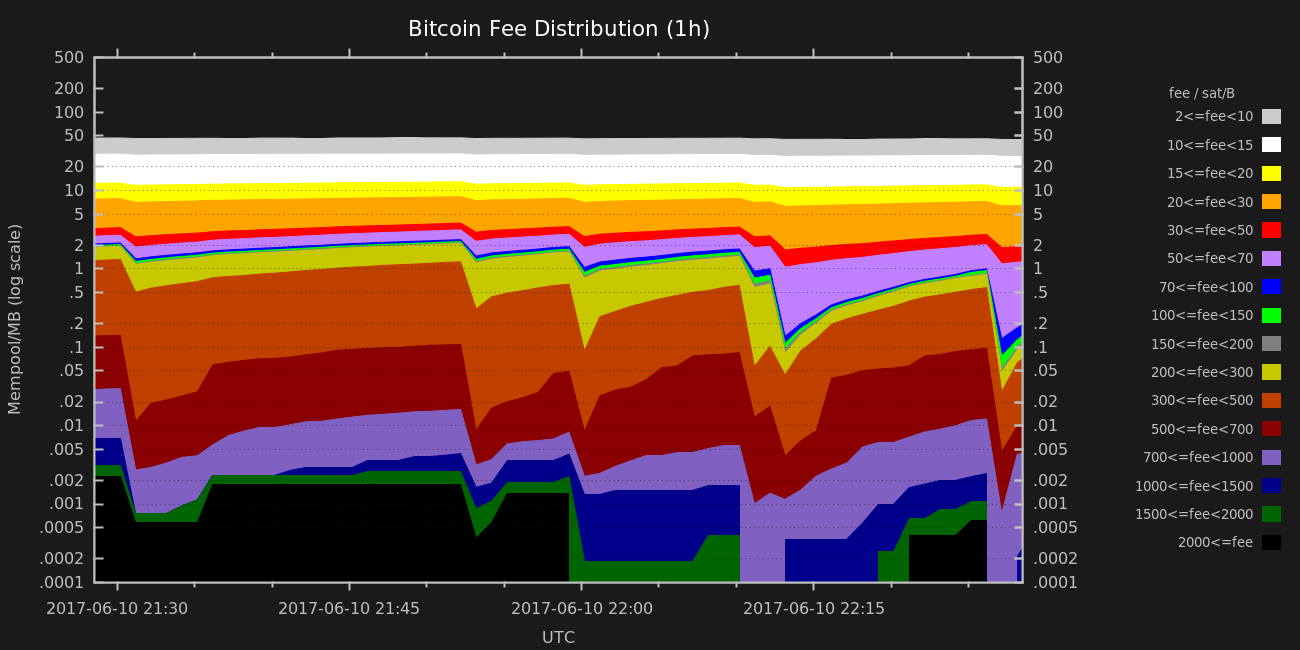 Bitcoin Fee Distribution (1h)
500 500
200 200
100 100
50 50
20 20
10 10
5 5
2 2
1 1
.5 .5
.2 .2
.1 .1
.05 .05
.02 .02
.01 .01
.005 .005
.002 .002
.001 .001
.0005 .0005
.0002 .0002
.0001 .0001
Mempool/MB (log scale)
2017-06-10 21:30 2017-06-10 21:45 2017-06-10 22:00 2017-06-10 22:15
UTC
fee / sat/B
2<=fee<10
10<=fee<15
15<=fee<20
20<=fee<30
30<=fee<50
50<=fee<70
70<=fee<100
100<=fee<150
150<=fee<200
200<=fee<300
300<=fee<500
500<=fee<700
700<=fee<1000
1000<=fee<1500
1500<=fee<2000
2000<=fee